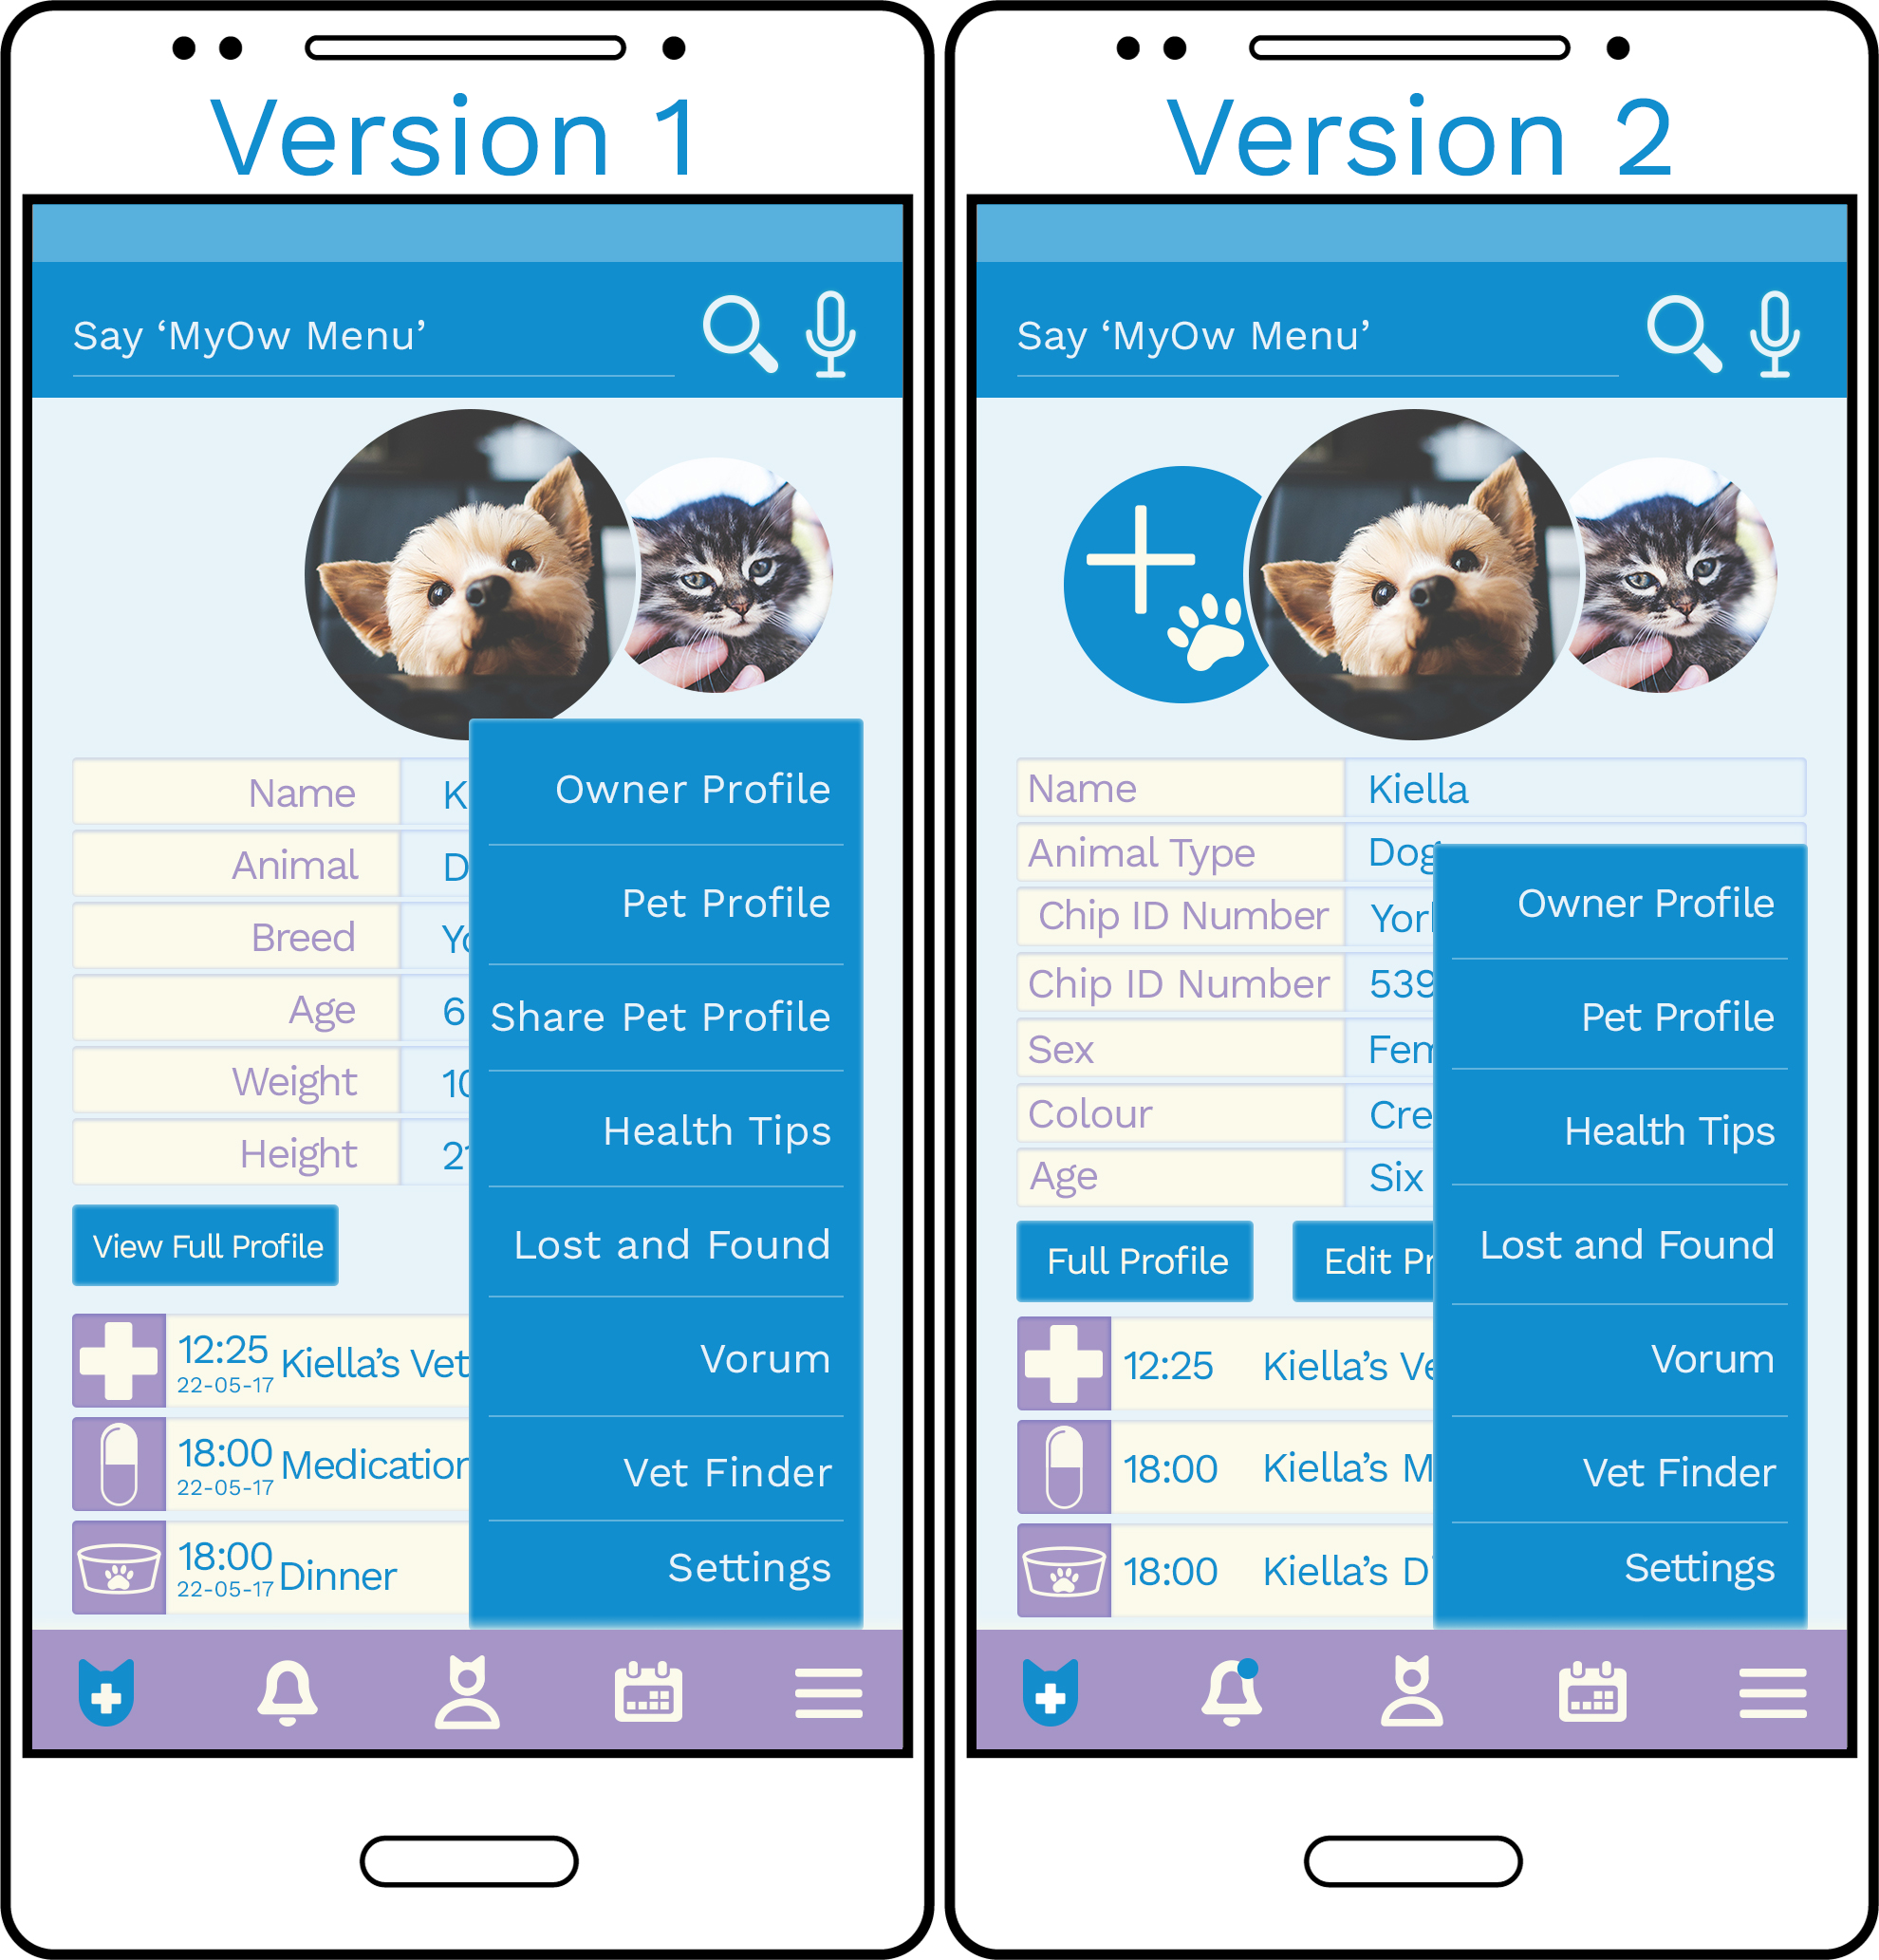 Version 1
Say ‘MyOw Menu’
Name K
Animal D
Breed Yo
Age 6
Weight 10
Height 21
View Full Profile
12:25 Kiella’s Vet
22-05-17
18:00 Medication
22-05-17
18:00 Dinner
22-05-17
Owner Profile
Pet Profile
Share Pet Profile
Health Tips
Lost and Found
Vorum
Vet Finder
Settings
Version 2
Say ‘MyOw Menu’
Name Kiella
Animal Type Dog
Chip ID Number York
Chip ID Number 539
Sex Fem
Colour Cre
Age Six
Full Profile
Edit Pr
12:25 Kiella’s Ve
18:00 Kiella’s M
18:00 Kiella’s Di
Owner Profile
Pet Profile
Health Tips
Lost and Found
Vorum
Vet Finder
Settings